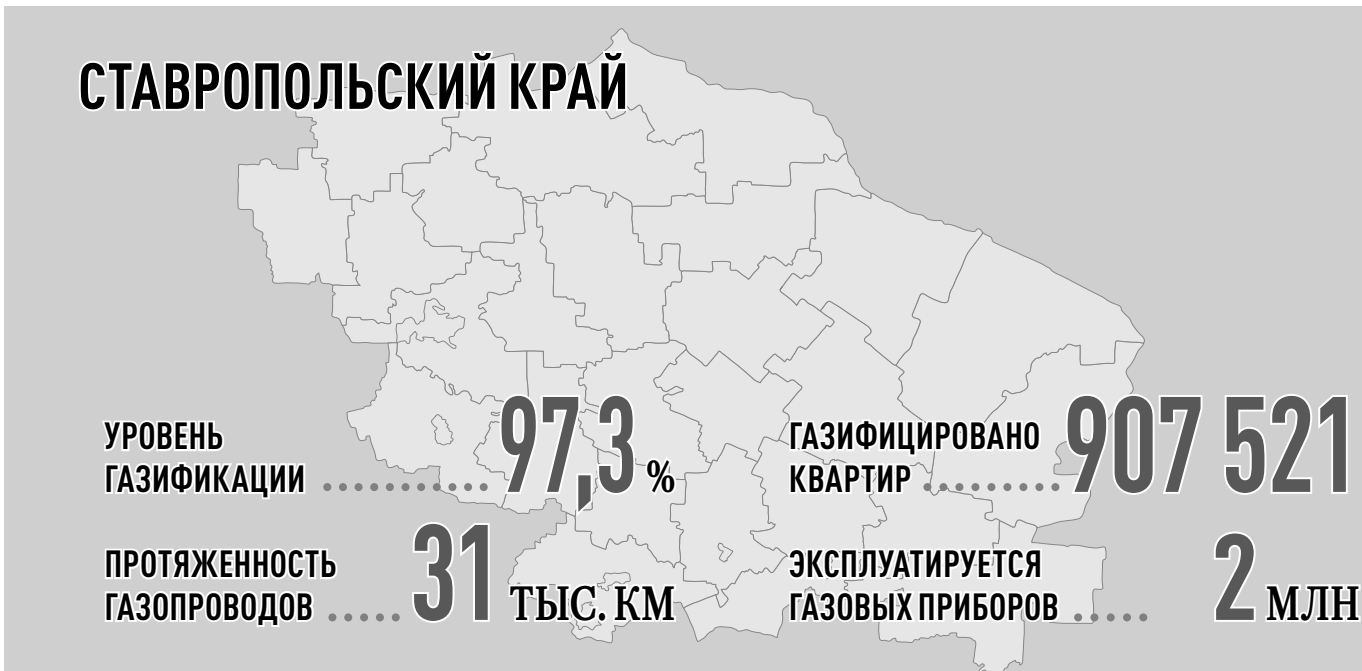 СТАВРОПОЛЬСКИЙ КРАЙ
УРОВЕНЬ
ГАЗИФИКАЦИИ ......... 97,3 %
ГАЗИФИЦИРОВАНО
КВАРТИР ......... 907 521
ПРОТЯЖЕННОСТЬ
ГАЗОПРОВОДОВ ..... 31 ТЫС. КМ
ЭКСПЛУАТИРУЕТСЯ
ГАЗОВЫХ ПРИБОРОВ ..... 2 МЛН